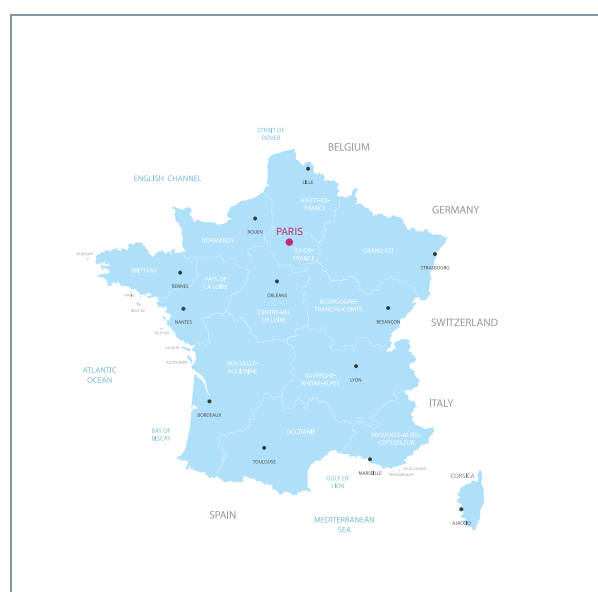 STRAIT OF
DOVER
BELGIUM
LILLE
ENGLISH CHANNEL
HAUTS-DE-
FRANCE
GERMANY
ROUEN
PARIS
NORMANDY
ÎLE-DE-
FRANCE
GRAND EST
STRASBOURG
BRITTANY
RENNES
PAYS DE
LA LOIRE
ORLÉANS
BOURGOGNE-
FRANCHE-COMTÉ
NANTES
CENTRE-VAL
DE LOIRE
BESANÇON
SWITZERLAND
ATLANTIC
OCEAN
NOUVELLE-
AQUITAINE
AUVERGNE-
RHÔNE-ALPES
LYON
ITALY
BORDEAUX
BAY OF
BISCAY
OCCITANIE
PROVENCE-ALPES-
CÔTE D'AZUR
TOULOUSE
MARSEILLE
GULF OF
LION
CORSICA
SPAIN
MEDITERRANEAN
SEA
AJACCIO